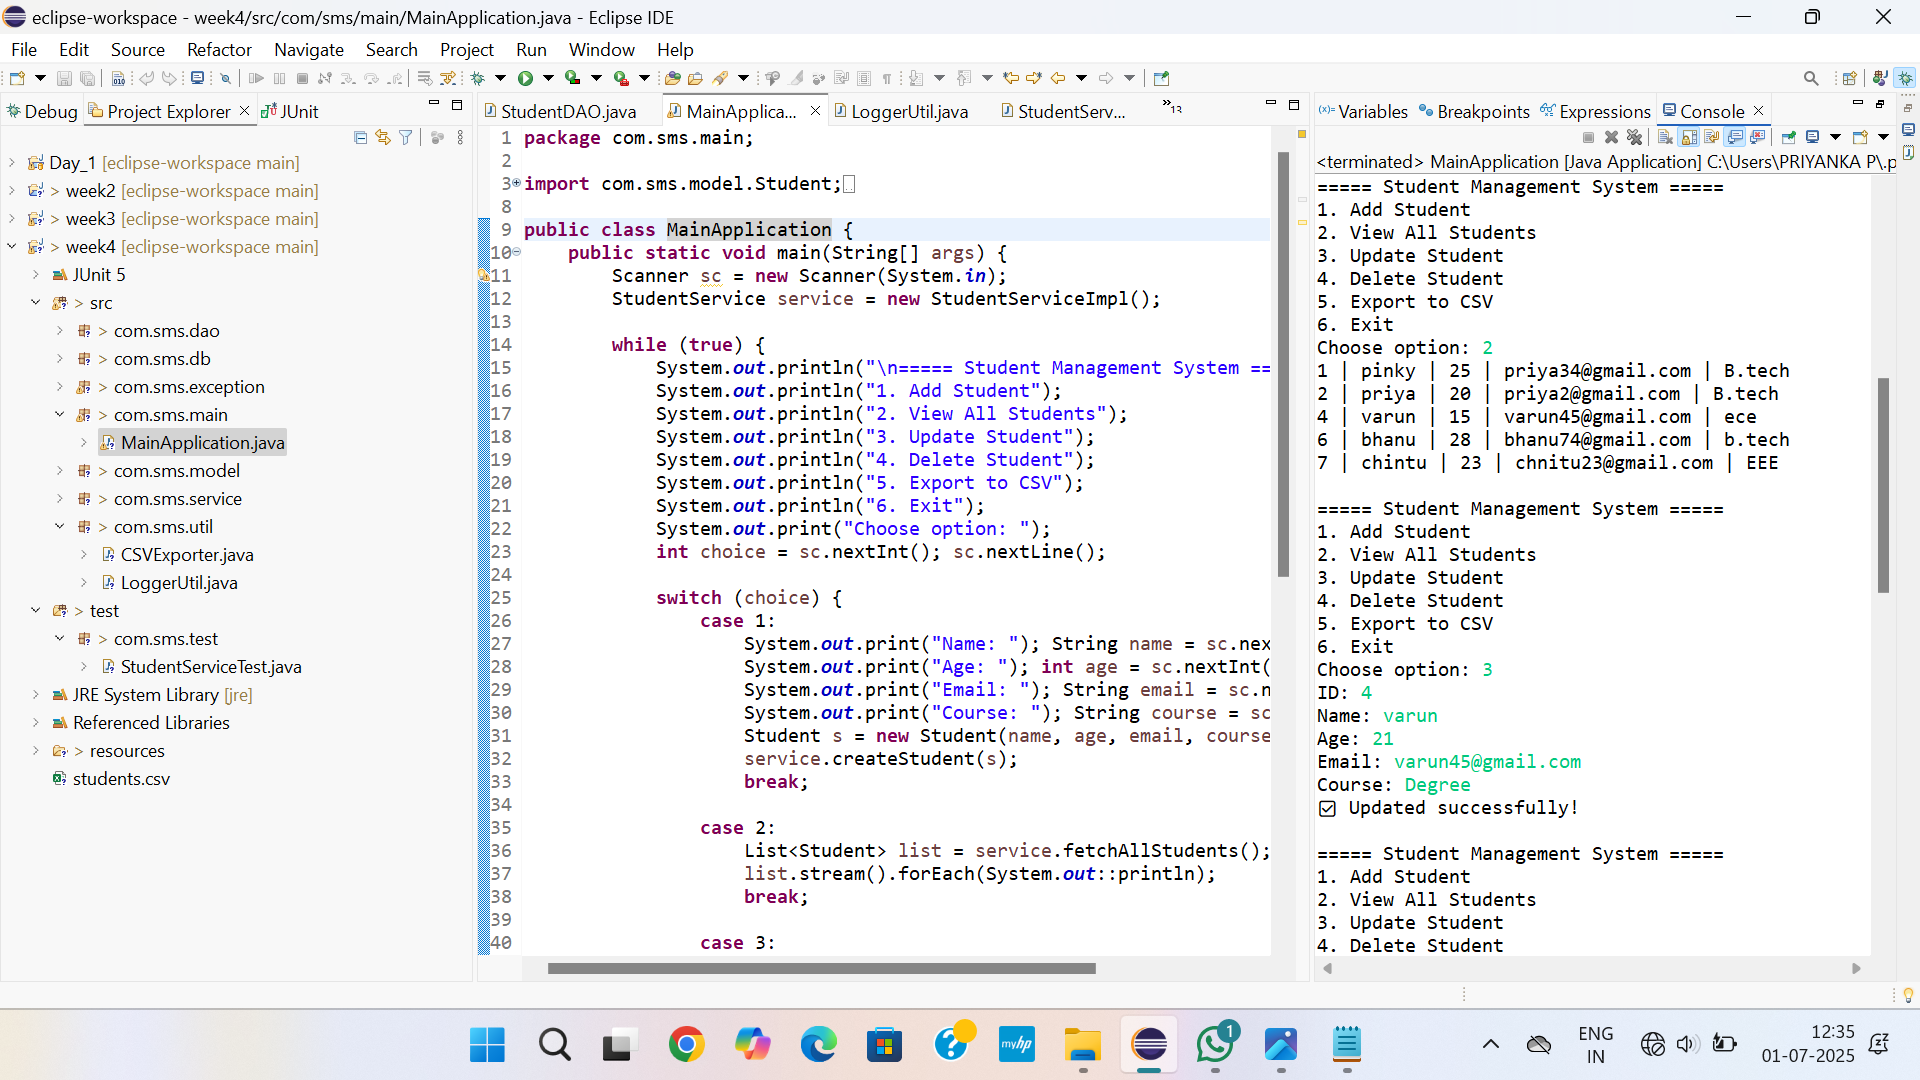 eclipse-workspace - week4/src/com/sms/main/MainApplication.java - Eclipse IDE
File Edit Source Refactor Navigate Search Project Run Window Help
Debug Project Explorer JUnit
Day_1 [eclipse-workspace main]
> week2 [eclipse-workspace main]
> week3 [eclipse-workspace main]
> week4 [eclipse-workspace main]
JUnit 5
> src
> com.sms.dao
> com.sms.db
> com.sms.exception
> com.sms.main
MainApplication.java
> com.sms.model
> com.sms.service
> com.sms.util
CSVExporter.java
LoggerUtil.java
> test
> com.sms.test
StudentServiceTest.java
JRE System Library [jre]
Referenced Libraries
> resources
students.csv
StudentDAO.java MainApplica... LoggerUtil.java StudentServ... »13
1 package com.sms.main;
2
3 import com.sms.model.Student;
8
9 public class MainApplication {
10 public static void main(String[] args) {
11 Scanner sc = new Scanner(System.in);
12 StudentService service = new StudentServiceImpl();
13
14 while (true) {
15 System.out.println("\n===== Student Management System ==
16 System.out.println("1. Add Student");
17 System.out.println("2. View All Students");
18 System.out.println("3. Update Student");
19 System.out.println("4. Delete Student");
20 System.out.println("5. Export to CSV");
21 System.out.println("6. Exit");
22 System.out.print("Choose option: ");
23 int choice = sc.nextInt(); sc.nextLine();
24
25 switch (choice) {
26 case 1:
27 System.out.print("Name: "); String name = sc.nex
28 System.out.print("Age: "); int age = sc.nextInt(
29 System.out.print("Email: "); String email = sc.n
30 System.out.print("Course: "); String course = sc
31 Student s = new Student(name, age, email, course
32 service.createStudent(s);
33 break;
34
35 case 2:
36 List<Student> list = service.fetchAllStudents();
37 list.stream().forEach(System.out::println);
38 break;
39
40 case 3:
Variables Breakpoints Expressions Console
<terminated> MainApplication [Java Application] C:\Users\PRIYANKA P\.p
===== Student Management System =====
1. Add Student
2. View All Students
3. Update Student
4. Delete Student
5. Export to CSV
6. Exit
Choose option: 2
1 | pinky | 25 | priya34@gmail.com | B.tech
2 | priya | 20 | priya2@gmail.com | B.tech
4 | varun | 15 | varun45@gmail.com | ece
6 | bhanu | 28 | bhanu74@gmail.com | b.tech
7 | chintu | 23 | chnitu23@gmail.com | EEE
===== Student Management System =====
1. Add Student
2. View All Students
3. Update Student
4. Delete Student
5. Export to CSV
6. Exit
Choose option: 3
ID: 4
Name: varun
Age: 21
Email: varun45@gmail.com
Course: Degree
☑ Updated successfully!
===== Student Management System =====
1. Add Student
2. View All Students
3. Update Student
4. Delete Student
myhp
1
ENG
IN
12:35
01-07-2025